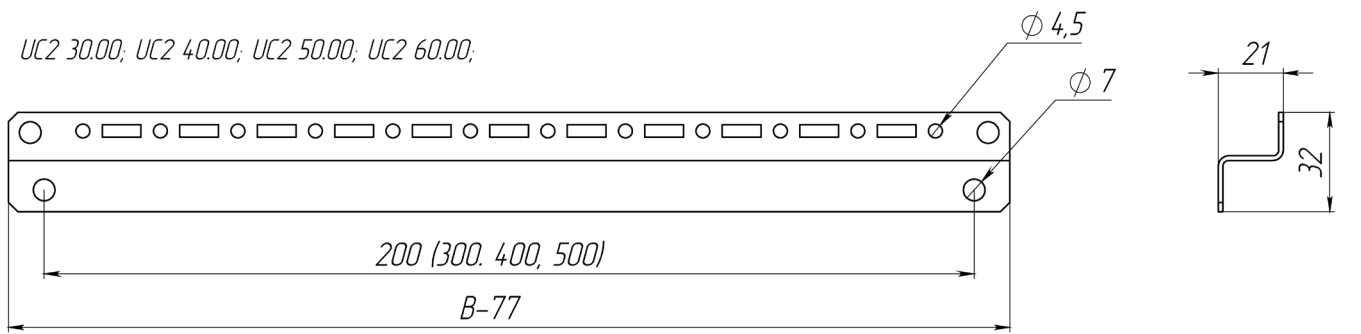 UC2 30.00; UC2 40.00; UC2 50.00; UC2 60.00;
Ø 4,5
Ø 7
21
32
200 (300. 400, 500)
B-77